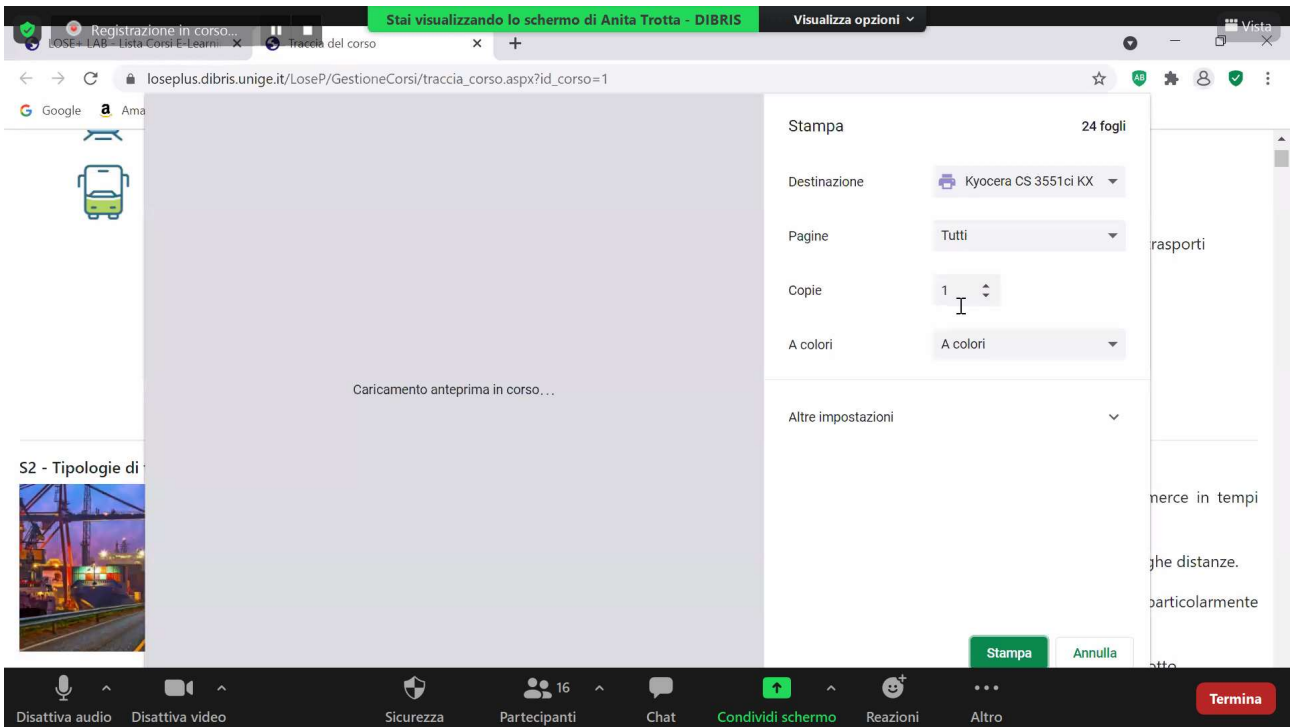 Stai visualizzando lo schermo di Anita Trotta - DIBRIS
Visualizza opzioni
Registrazione in corso...
Vista
LOSE+ LAB - Lista Corsi E-Learni
Traccia del corso
loseplus.dibris.unige.it/LoseP/GestioneCorsi/traccia_corso.aspx?id_corso=1
Google
Ama
Stampa
24 fogli
Destinazione
Kyocera CS 3551ci KX
Pagine
Tutti
rasporti
Copie
1
A colori
A colori
Caricamento anteprima in corso...
Altre impostazioni
S2 - Tipologie di
merce in tempi
ghe distanze.
particolarmente
Stampa
Annulla
Disattiva audio
Disattiva video
Sicurezza
16
Partecipanti
Chat
Condividi schermo
Reazioni
Altro
Termina